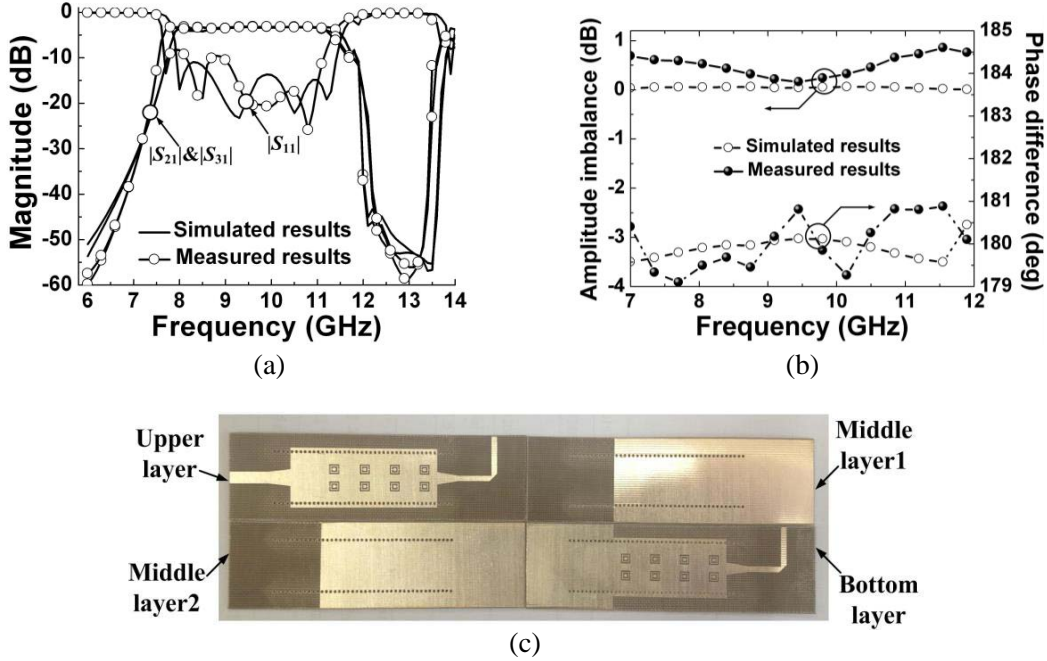 (a)
Magnitude (dB)
0
-10
-20
-30
-40
-50
-60
|S21|&|S31|
|S11|
Simulated results
Measured results
6 7 8 9 10 11 12 13 14
Frequency (GHz)
(a)
(b)
Amplitude imbalance (dB)
1
0
-1
-2
-3
-4
Simulated results
Measured results
185
184
183
182
181
180
179
Phase difference (deg)
7 8 9 10 11 12
Frequency (GHz)
(b)
Upper
layer
Middle
layer1
Middle
layer2
Bottom
layer
(c)